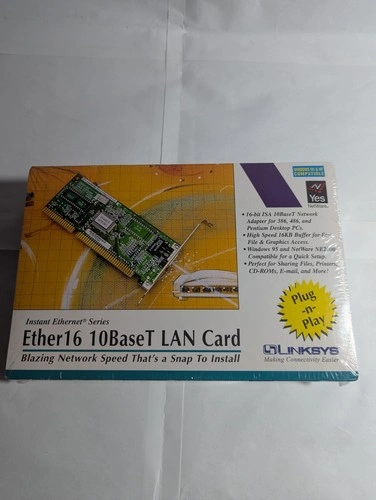 COMPATIBLE
Yes
NetWare.
• 16-bit ISA 10BaseT Network
Adapter for 386, 486, and
Pentium Desktop PCs.
• High Speed 16KB Buffer for
File & Graphics Access.
• Windows 95 and NetWare
Compatible for a Quick Setup.
• Perfect for Sharing Files, Printers,
CD-ROMs, E-mail, and More!
Plug
-n-
Play
Instant Ethernet® Series
Ether16 10BaseT LAN Card
Blazing Network Speed That's a Snap To Install
LINKSYS
Making Connectivity Easier